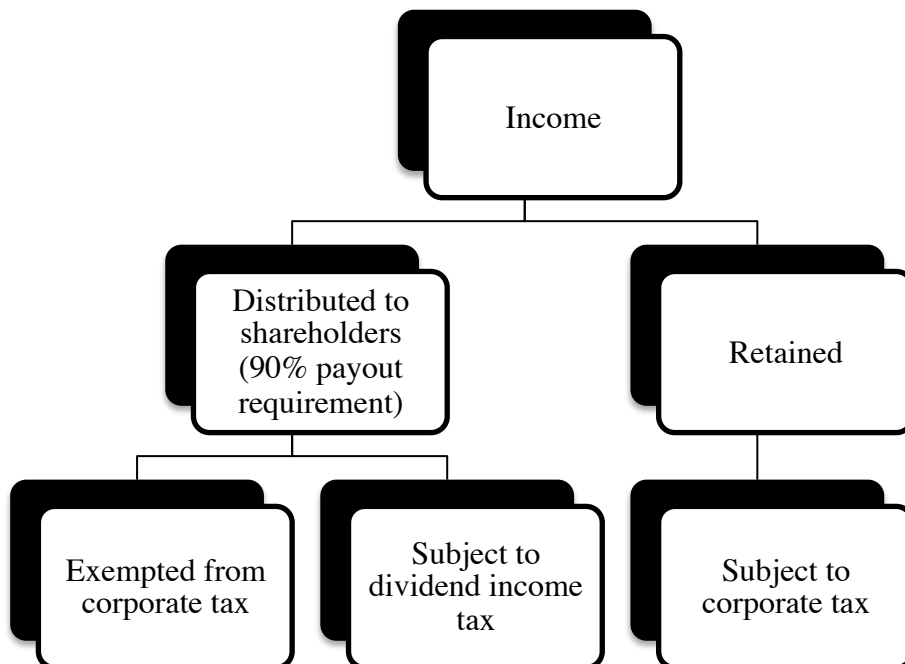 Income
Distributed to
shareholders
(90% payout
requirement)
Retained
Exempted from
corporate tax
Subject to
dividend income
tax
Subject to
corporate tax